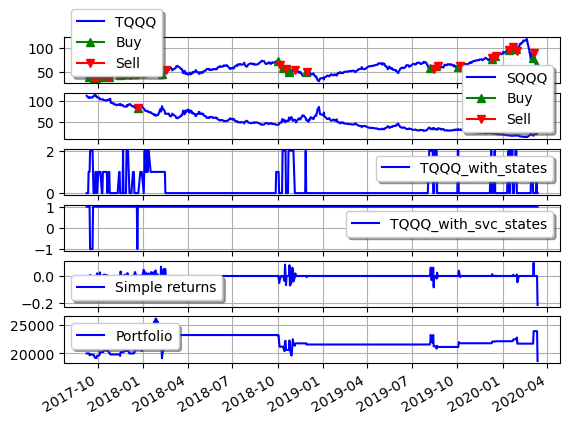 TQQQ
Buy
Sell
100
50
SQQQ
Buy
Sell
100
50
2
0
TQQQ_with_states
1
0
−1
TQQQ_with_svc_states
0.0
−0.2
Simple returns
25000
20000
Portfolio
2017-10 2018-01 2018-04 2018-07 2018-10 2019-01 2019-04 2019-07 2019-10 2020-01 2020-04